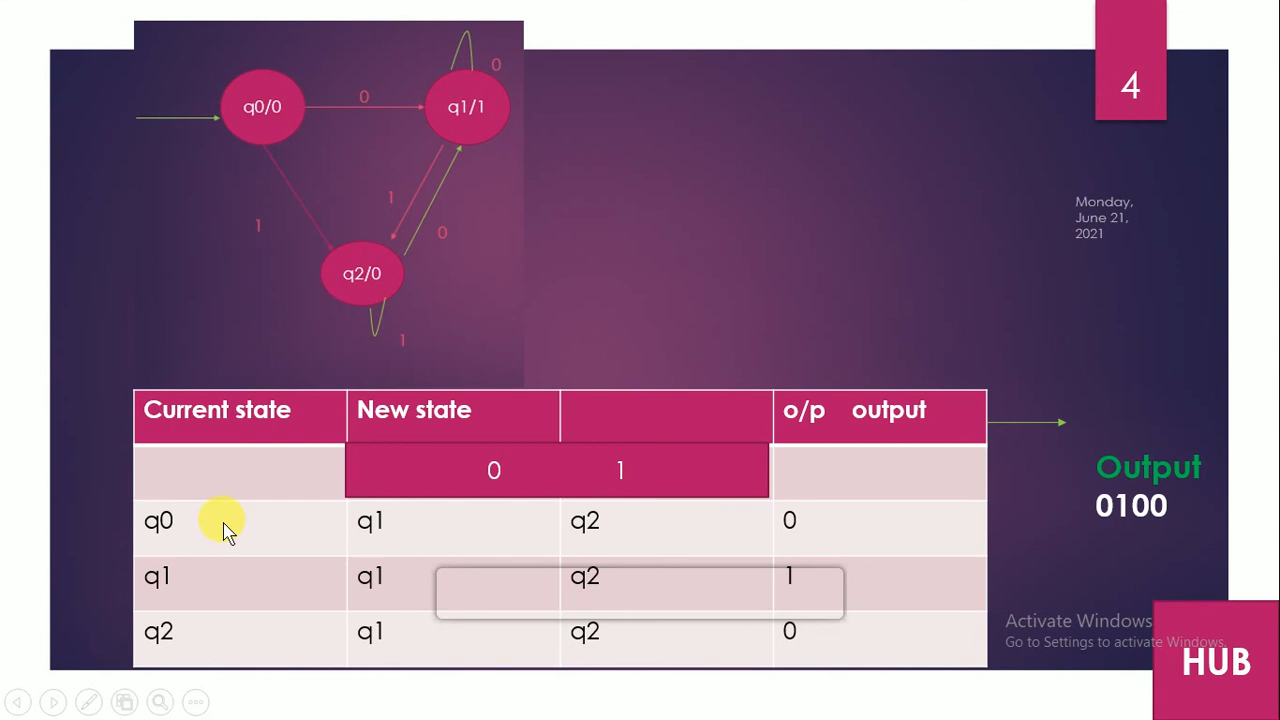 4
0
q0/0
0
q1/1
1
0
1
q2/0
1
Monday,
June 21,
2021
Current state New state o/p output
0 1
q0 q1 q2 0
q1 q1 q2 1
q2 q1 q2 0
Output
0100
Activate Windows
Go to Settings to activate Windows.
HUB